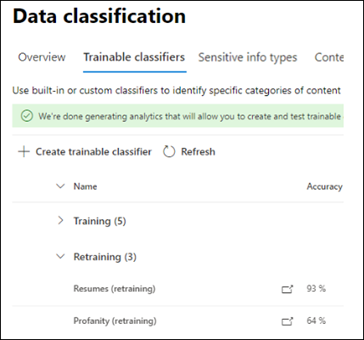 Data classification
Overview Trainable classifiers Sensitive info types Conte
Use built-in or custom classifiers to identify specific categories of content
We're done generating analytics that will allow you to create and test trainable
Create trainable classifier Refresh
Name Accuracy
Training (5)
Retraining (3)
Resumes (retraining) 93 %
Profanity (retraining) 64 %